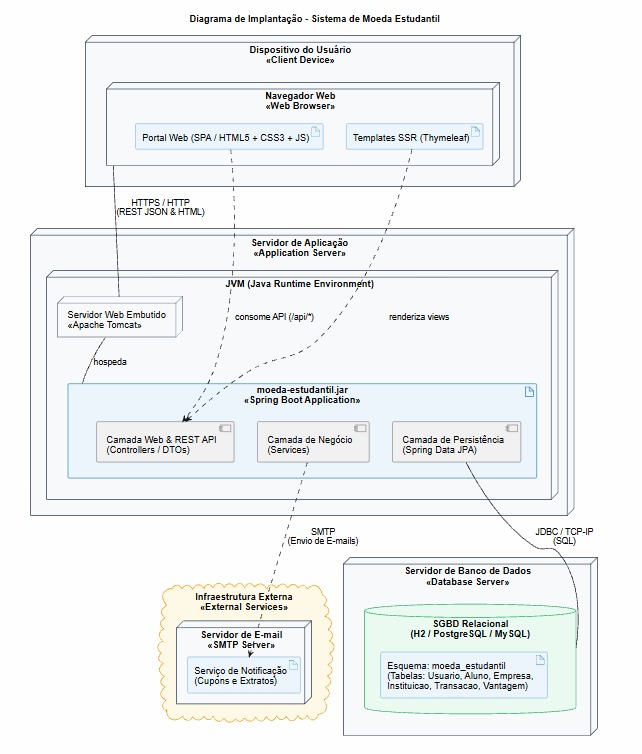 Diagrama de Implantação - Sistema de Moeda Estudantil
Dispositivo do Usuário
«Client Device»
Navegador Web
«Web Browser»
Portal Web (SPA / HTML5 + CSS3 + JS)
Templates SSR (Thymeleaf)
HTTPS / HTTP
(REST JSON & HTML)
Servidor de Aplicação
«Application Server»
JVM (Java Runtime Environment)
Servidor Web Embutido
«Apache Tomcat»
consome API (/api/*)
renderiza views
hospeda
moeda-estudantil.jar
«Spring Boot Application»
Camada Web & REST API
(Controllers / DTOs)
Camada de Negócio
(Services)
Camada de Persistência
(Spring Data JPA)
SMTP
(Envio de E-mails)
JDBC / TCP-IP
(SQL)
Infraestrutura Externa
«External Services»
Servidor de E-mail
«SMTP Server»
Serviço de Notificação
(Cupons e Extratos)
Servidor de Banco de Dados
«Database Server»
SGBD Relacional
(H2 / PostgreSQL / MySQL)
Esquema: moeda_estudantil
(Tabelas: Usuario, Aluno, Empresa,
Instituicao, Transacao, Vantagem)